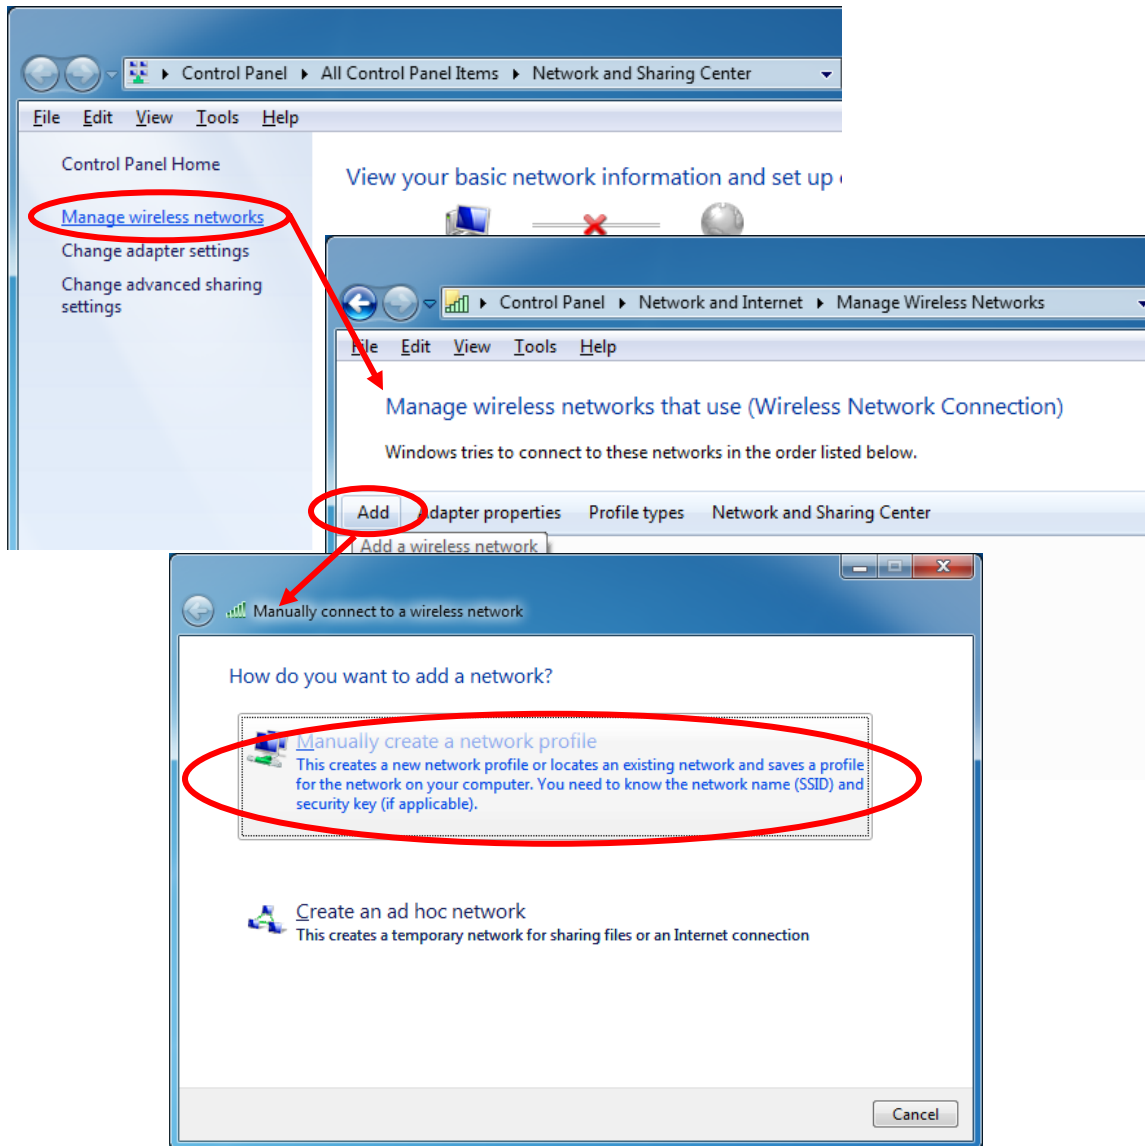 Control Panel ▸ All Control Panel Items ▸ Network and Sharing Center
File Edit View Tools Help
Control Panel Home
Manage wireless networks
Change adapter settings
Change advanced sharing
settings
View your basic network information and set up
Control Panel ▸ Network and Internet ▸ Manage Wireless Networks
File Edit View Tools Help
Manage wireless networks that use (Wireless Network Connection)
Windows tries to connect to these networks in the order listed below.
Add Adapter properties Profile types Network and Sharing Center
Add a wireless network
Manually connect to a wireless network
How do you want to add a network?
Manually create a network profile
This creates a new network profile or locates an existing network and saves a profile
for the network on your computer. You need to know the network name (SSID) and
security key (if applicable).
Create an ad hoc network
This creates a temporary network for sharing files or an Internet connection
Cancel